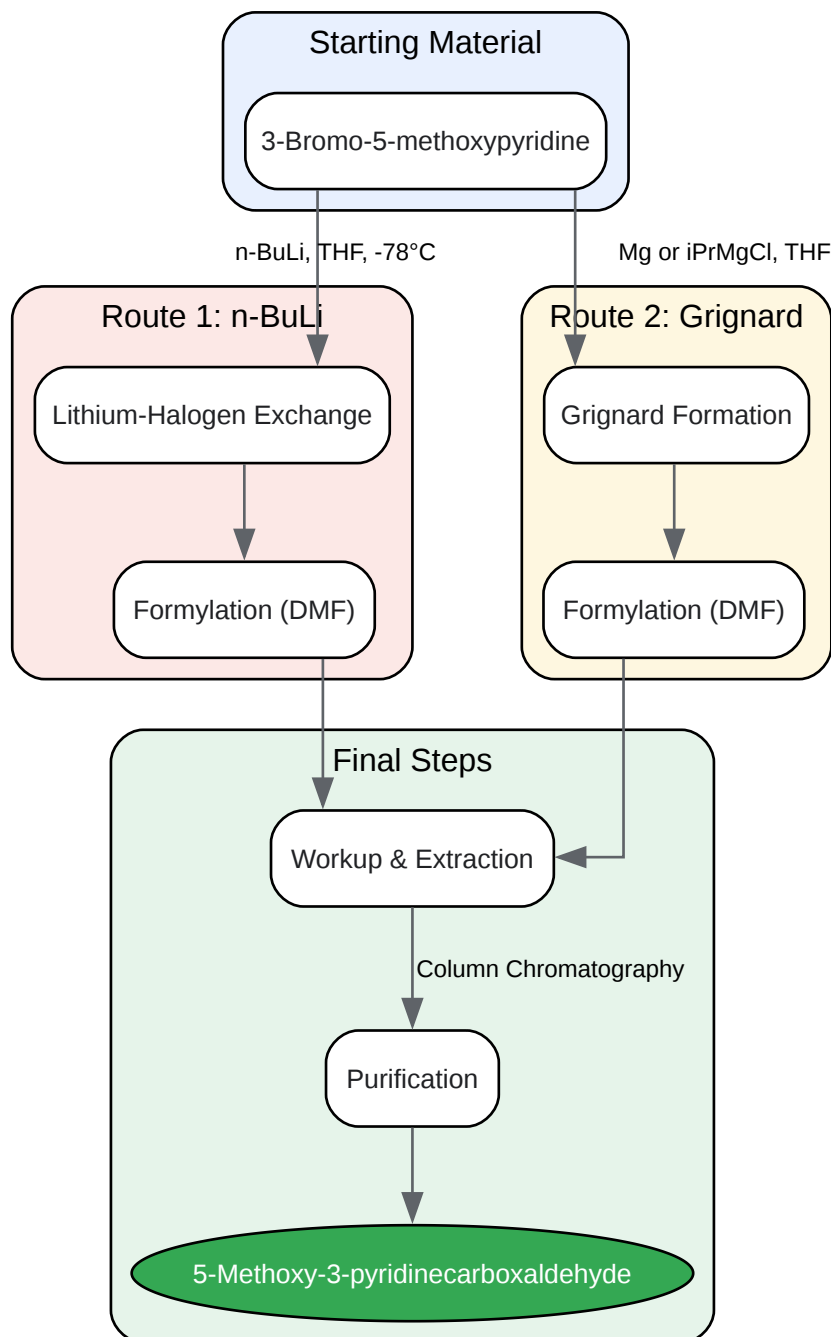 Starting Material
3-Bromo-5-methoxypyridine
n-BuLi, THF, -78°C
Mg or iPrMgCl, THF
Route 1: n-BuLi
Route 2: Grignard
Lithium-Halogen Exchange
Grignard Formation
Formylation (DMF)
Formylation (DMF)
Final Steps
Workup & Extraction
Column Chromatography
Purification
5-Methoxy-3-pyridinecarboxaldehyde